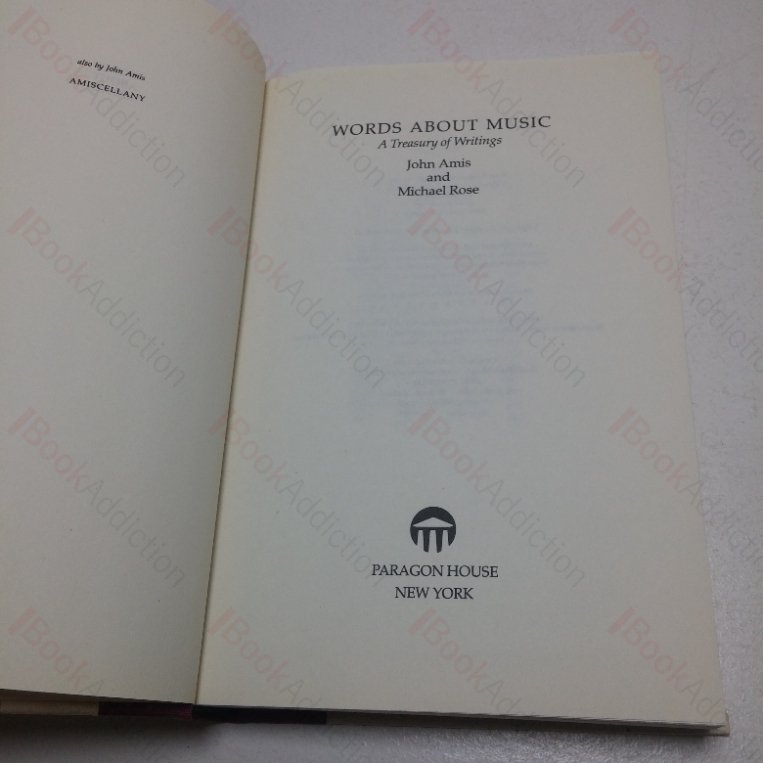 also by John Amis
AMISCELLANY
WORDS ABOUT MUSIC
A Treasury of Writings
John Amis
and
Michael Rose
PARAGON HOUSE
NEW YORK
BookAddiction